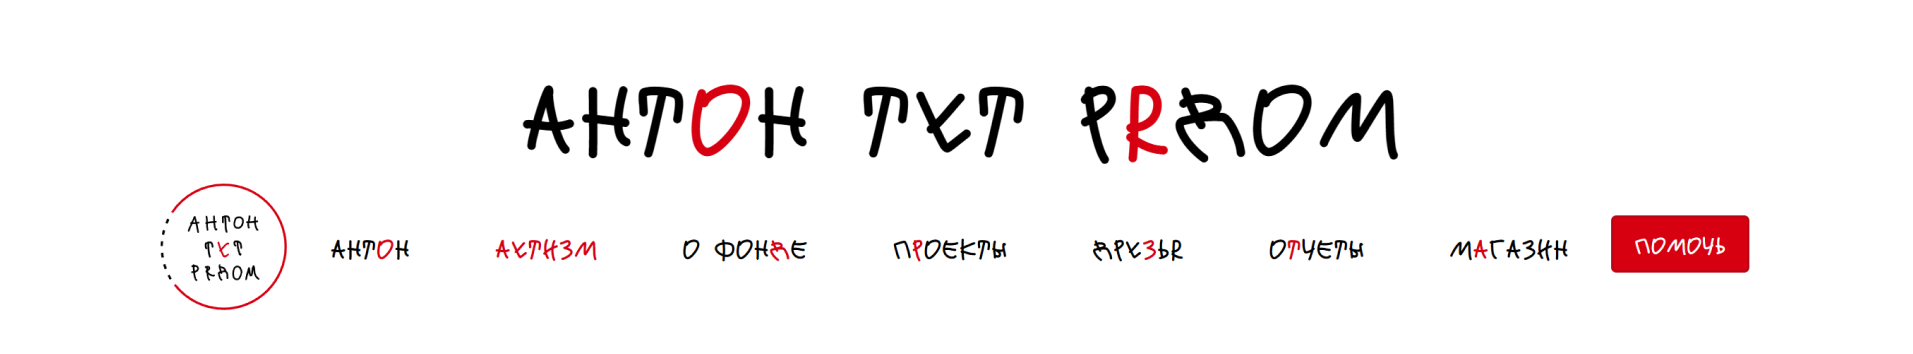 АНТОН ТУТ РЯДОМ
АНТОН
ТУТ
РЯДОМ
АНТОН АУТИЗМ О ФОНДЕ ПРОЕКТЫ ДРУЗЬЯ ОТЧЕТЫ МАГАЗИН ПОМОЧЬ